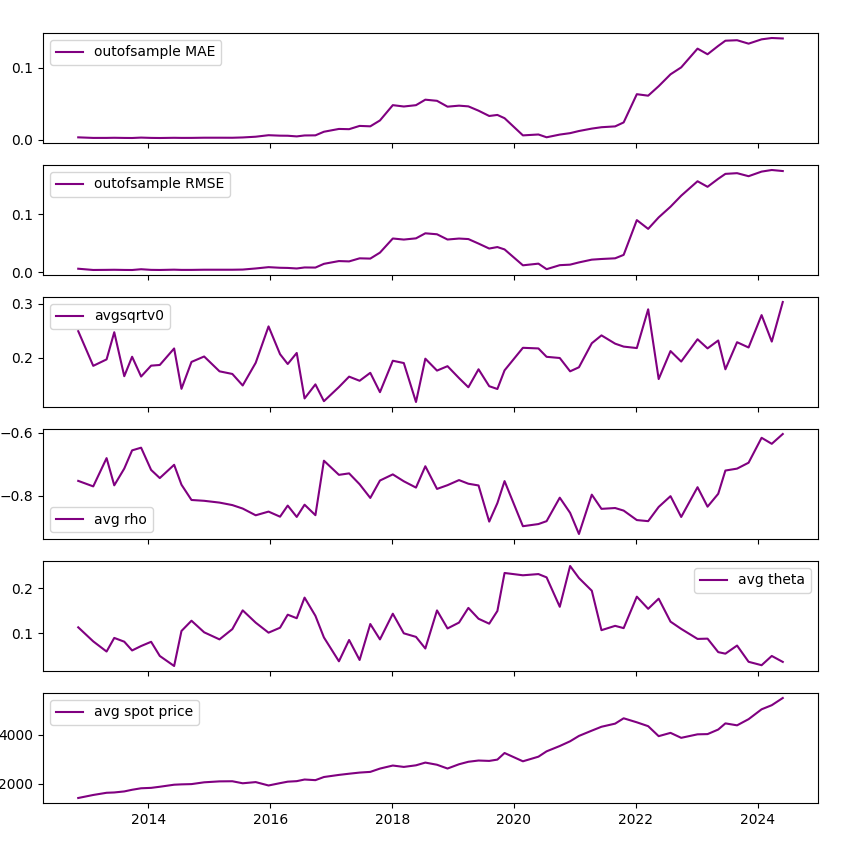 outofsample MAE
0.1
0.0
outofsample RMSE
0.1
0.0
avgsqrtv0
0.3
0.2
−0.6
−0.8
avg rho
avg theta
0.2
0.1
avg spot price
4000
2000
2014 2016 2018 2020 2022 2024